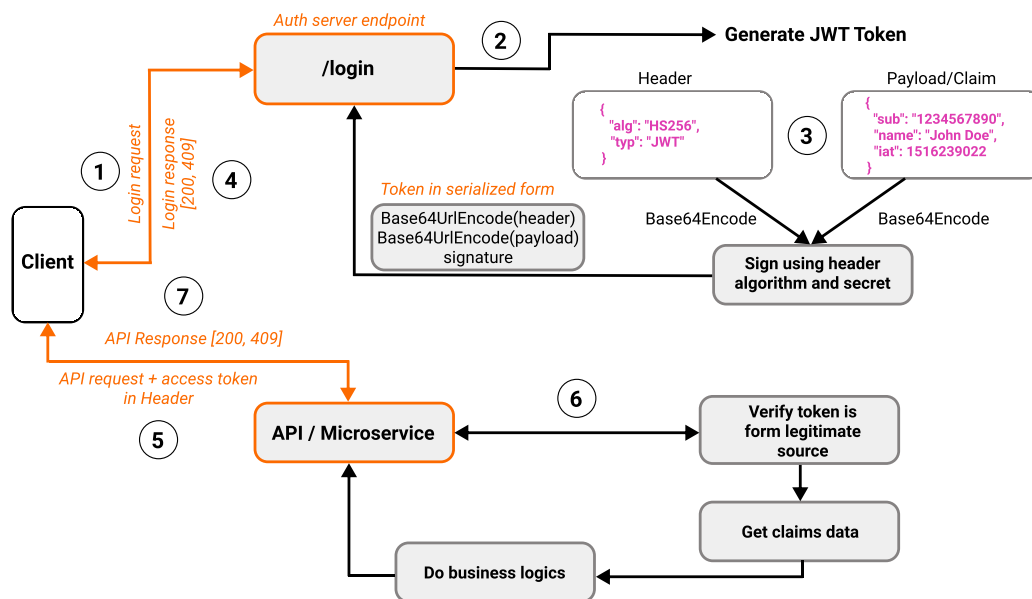 Auth server endpoint
/login
2
Generate JWT Token
Header
{
"alg": "HS256",
"typ": "JWT"
}
3
Payload/Claim
{
"sub": "1234567890",
"name": "John Doe",
"iat": 1516239022
}
1
Login request
Login response
[200, 409]
4
Token in serialized form
Base64UrlEncode(header)
Base64UrlEncode(payload)
signature
Base64Encode
Base64Encode
Sign using header
algorithm and secret
Client
7
API Response [200, 409]
API request + access token
in Header
5
API / Microservice
6
Verify token is
form legitimate
source
Get claims data
Do business logics